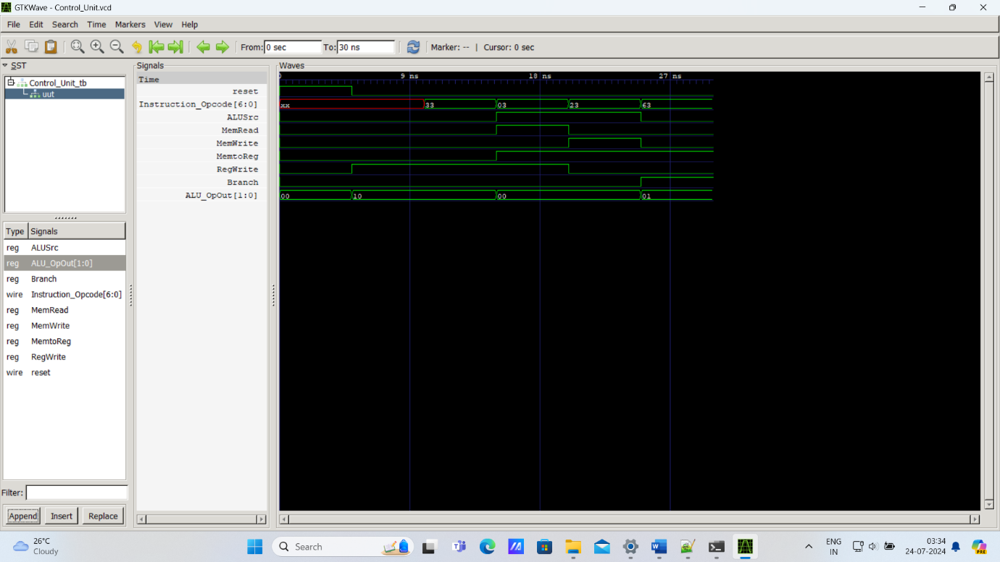 GTKWave - Control_Unit.vcd
File Edit Search Time Markers View Help
From: 0 sec To: 30 ns Marker: -- | Cursor: 0 sec
SST
Control_Unit_tb
uut
Type Signals
reg ALUSrc
reg ALU_OpOut[1:0]
reg Branch
wire Instruction_Opcode[6:0]
reg MemRead
reg MemWrite
reg MemtoReg
reg RegWrite
wire reset
Filter:
Append Insert Replace
Signals
Time
reset
Instruction_Opcode[6:0]
ALUSrc
MemRead
MemWrite
MemtoReg
RegWrite
Branch
ALU_OpOut[1:0]
Waves
0 9 ns 18 ns 27 ns
xx 33 03 23 63
00 10 00 01
26°C
Cloudy
Search
ENG
IN
03:34
24-07-2024
PRE